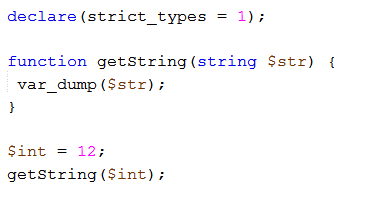 declare(strict_types = 1);
function getString(string $str) {
var_dump($str);
}
$int = 12;
getString($int);